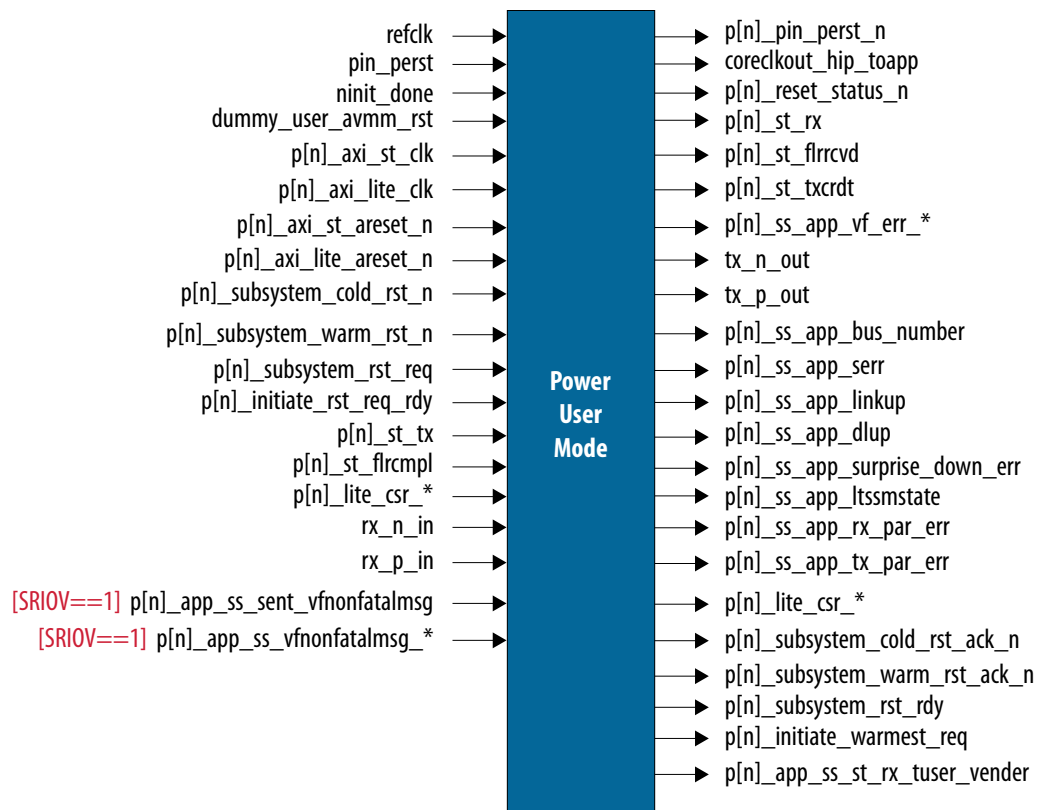 refclk
pin_perst
ninit_done
dummy_user_avmm_rst
p[n]_axi_st_clk
p[n]_axi_lite_clk
p[n]_axi_st_areset_n
p[n]_axi_lite_areset_n
p[n]_subsystem_cold_rst_n
p[n]_subsystem_warm_rst_n
p[n]_subsystem_rst_req
p[n]_initiate_rst_req_rdy
p[n]_st_tx
p[n]_st_flrcmpl
p[n]_lite_csr_*
rx_n_in
rx_p_in
[SRIOV==1] p[n]_app_ss_sent_vfnonfatalmsg
[SRIOV==1] p[n]_app_ss_vfnonfatalmsg_*
Power
User
Mode
p[n]_pin_perst_n
coreclkout_hip_toapp
p[n]_reset_status_n
p[n]_st_rx
p[n]_st_flrrcvd
p[n]_st_txcrdt
p[n]_ss_app_vf_err_*
tx_n_out
tx_p_out
p[n]_ss_app_bus_number
p[n]_ss_app_serr
p[n]_ss_app_linkup
p[n]_ss_app_dlup
p[n]_ss_app_surprise_down_err
p[n]_ss_app_ltssmstate
p[n]_ss_app_rx_par_err
p[n]_ss_app_tx_par_err
p[n]_lite_csr_*
p[n]_subsystem_cold_rst_ack_n
p[n]_subsystem_warm_rst_ack_n
p[n]_subsystem_rst_rdy
p[n]_initiate_warmest_req
p[n]_app_ss_st_rx_tuser_vender